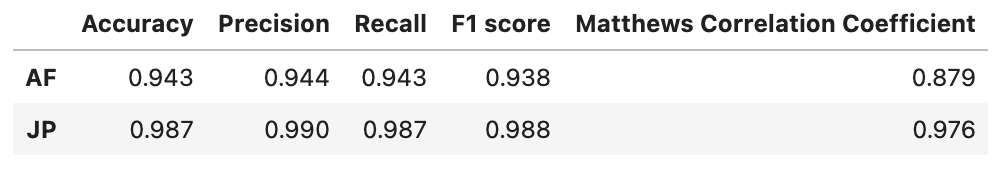 Accuracy Precision Recall F1 score Matthews Correlation Coefficient
AF 0.943 0.944 0.943 0.938 0.879
JP 0.987 0.990 0.987 0.988 0.976